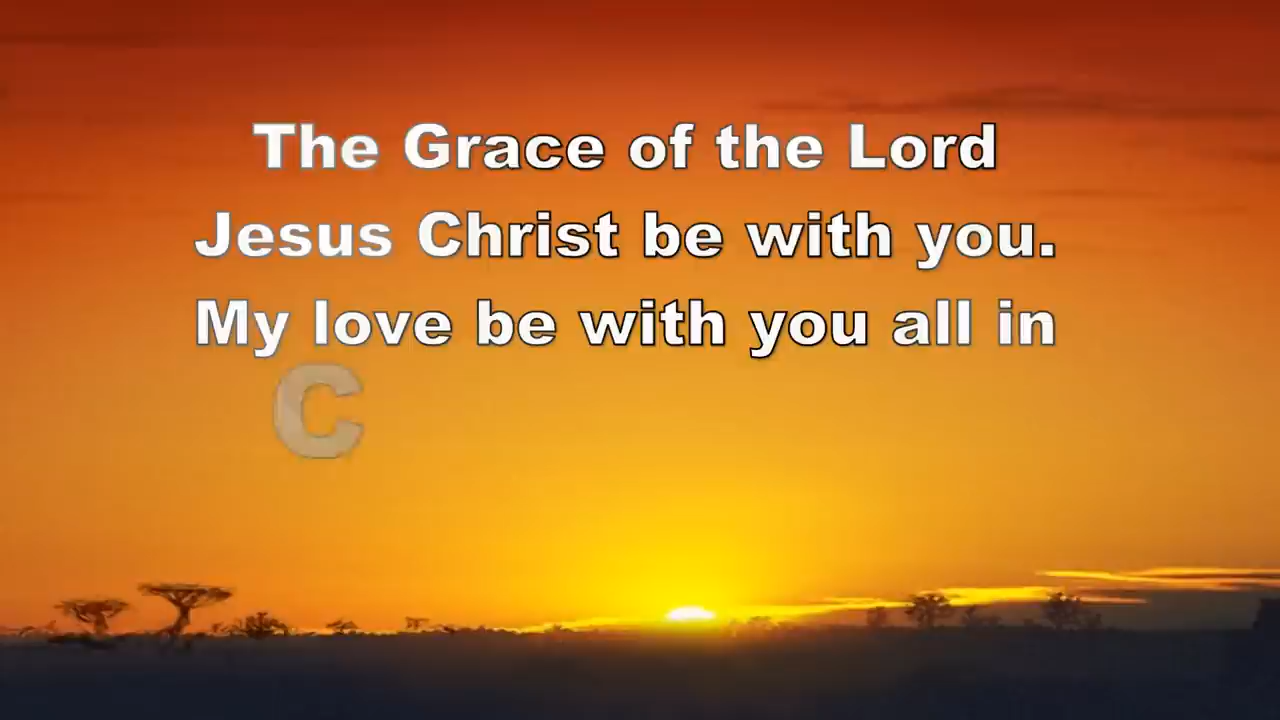 The Grace of the Lord
Jesus Christ be with you.
My love be with you all in
C